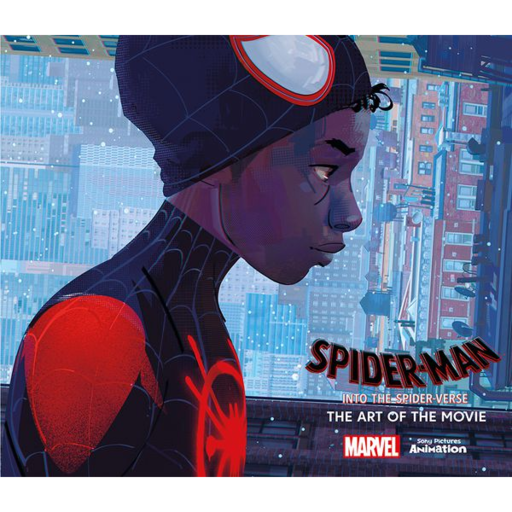 SPIDER-MAN
INTO THE SPIDER-VERSE
THE ART OF THE MOVIE
MARVEL
Sony Pictures
Animation